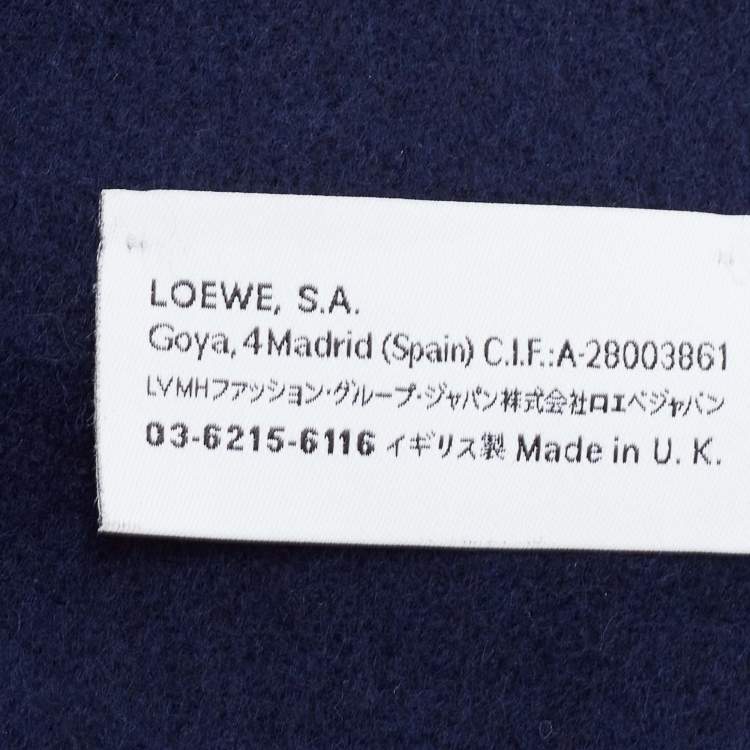 LOEWE, S.A.
Goya, 4 Madrid (Spain) C.I.F.: A-28003861
LVMHファッション・グループ・ジャパン株式会社ロエベジャパン
03-6215-6116 イギリス製 Made in U. K.